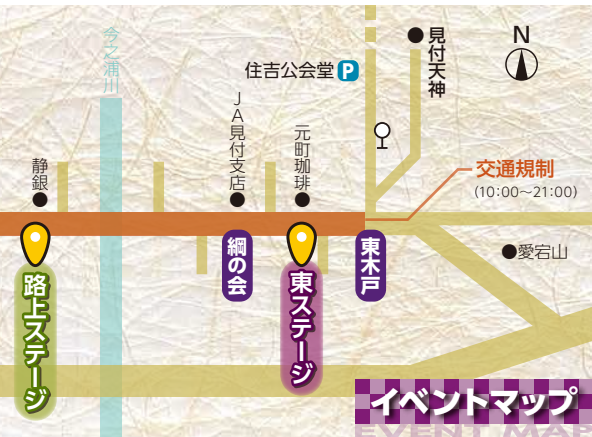 今之浦川
住吉公会堂 P
見付天神
N
静銀
JA見付支店
元町珈琲
交通規制
(10:00~21:00)
路上ステージ
綱の会
東ステージ
東木戸
愛宕山
イベントマップ
EVENT MAP